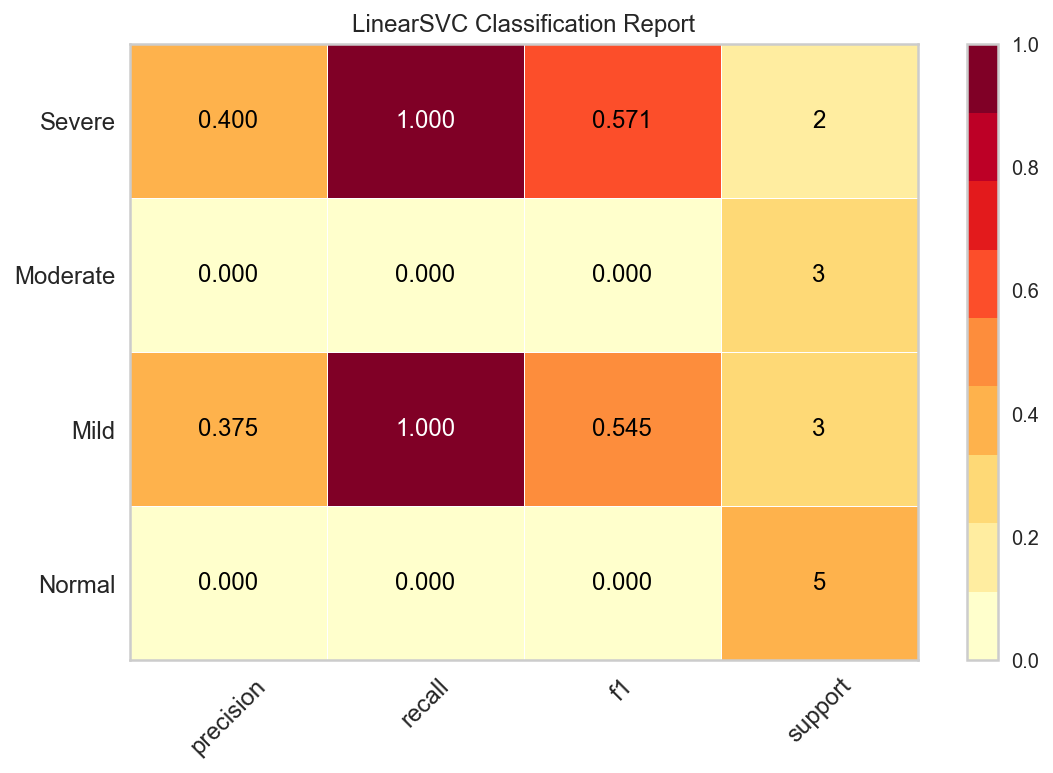 LinearSVC Classification Report
Severe 0.400 1.000 0.571 2
Moderate 0.000 0.000 0.000 3
Mild 0.375 1.000 0.545 3
Normal 0.000 0.000 0.000 5
precision recall f1 support
1.0
0.8
0.6
0.4
0.2
0.0